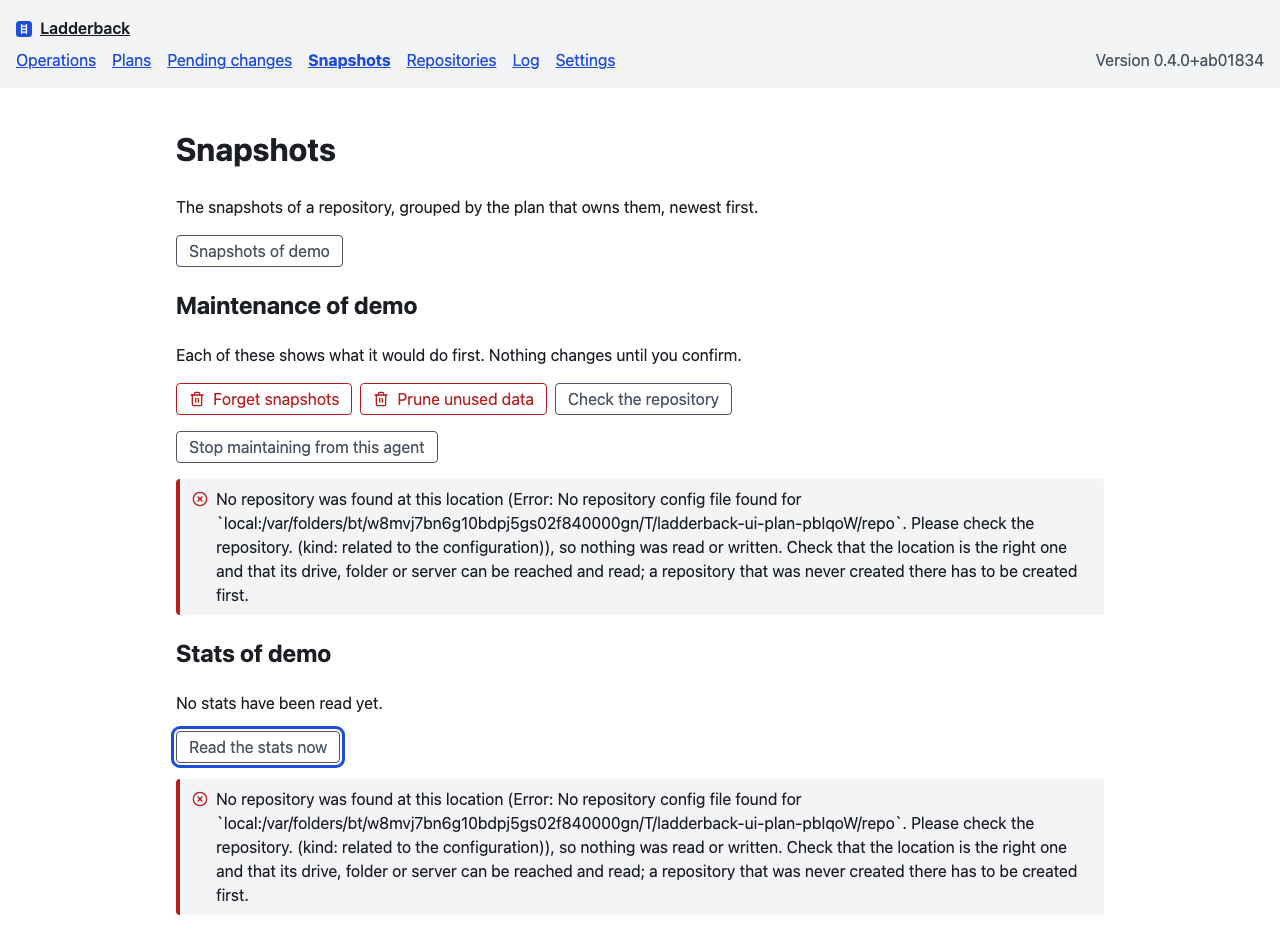 Ladderback
Operations Plans Pending changes Snapshots Repositories Log Settings Version 0.4.0+ab01834
Snapshots
The snapshots of a repository, grouped by the plan that owns them, newest first.
Snapshots of demo
Maintenance of demo
Each of these shows what it would do first. Nothing changes until you confirm.
Forget snapshots Prune unused data Check the repository
Stop maintaining from this agent
No repository was found at this location (Error: No repository config file found for
`local:/var/folders/bt/w8mvj7bn6g10bdpj5gs02f840000gn/T/ladderback-ui-plan-pblqoW/repo`. Please check the
repository. (kind: related to the configuration)), so nothing was read or written. Check that the location is the right one
and that its drive, folder or server can be reached and read; a repository that was never created there has to be created
first.
Stats of demo
No stats have been read yet.
Read the stats now
No repository was found at this location (Error: No repository config file found for
`local:/var/folders/bt/w8mvj7bn6g10bdpj5gs02f840000gn/T/ladderback-ui-plan-pblqoW/repo`. Please check the
repository. (kind: related to the configuration)), so nothing was read or written. Check that the location is the right one
and that its drive, folder or server can be reached and read; a repository that was never created there has to be created
first.